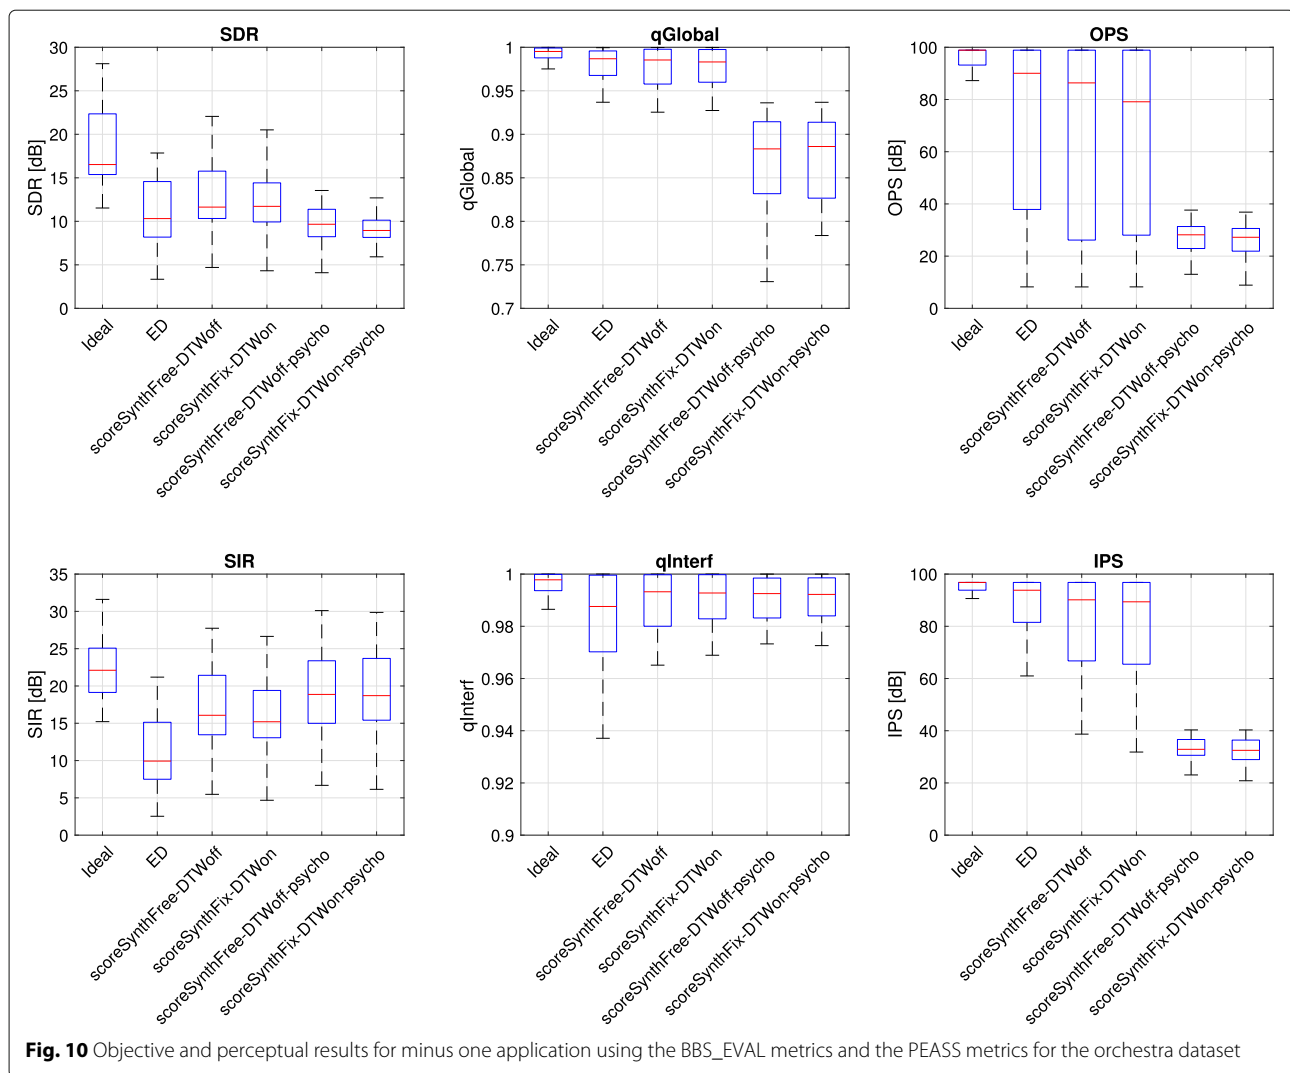 SDR
30
25
20
15
10
5
0
SDR [dB]
Ideal
ED
scoreSynthFree-DTWoff
scoreSynthFix-DTWon
scoreSynthFree-DTWoff-psycho
scoreSynthFix-DTWon-psycho
qGlobal
1
0.95
0.9
0.85
0.8
0.75
0.7
qGlobal
Ideal
ED
scoreSynthFree-DTWoff
scoreSynthFix-DTWon
scoreSynthFree-DTWoff-psycho
scoreSynthFix-DTWon-psycho
OPS
100
80
60
40
20
0
OPS [dB]
Ideal
ED
scoreSynthFree-DTWoff
scoreSynthFix-DTWon
scoreSynthFree-DTWoff-psycho
scoreSynthFix-DTWon-psycho
SIR
35
30
25
20
15
10
5
0
SIR [dB]
Ideal
ED
scoreSynthFree-DTWoff
scoreSynthFix-DTWon
scoreSynthFree-DTWoff-psycho
scoreSynthFix-DTWon-psycho
qInterf
1
0.98
0.96
0.94
0.92
0.9
qInterf
Ideal
ED
scoreSynthFree-DTWoff
scoreSynthFix-DTWon
scoreSynthFree-DTWoff-psycho
scoreSynthFix-DTWon-psycho
IPS
100
80
60
40
20
0
IPS [dB]
Ideal
ED
scoreSynthFree-DTWoff
scoreSynthFix-DTWon
scoreSynthFree-DTWoff-psycho
scoreSynthFix-DTWon-psycho
Fig. 10 Objective and perceptual results for minus one application using the BBS_EVAL metrics and the PEASS metrics for the orchestra dataset